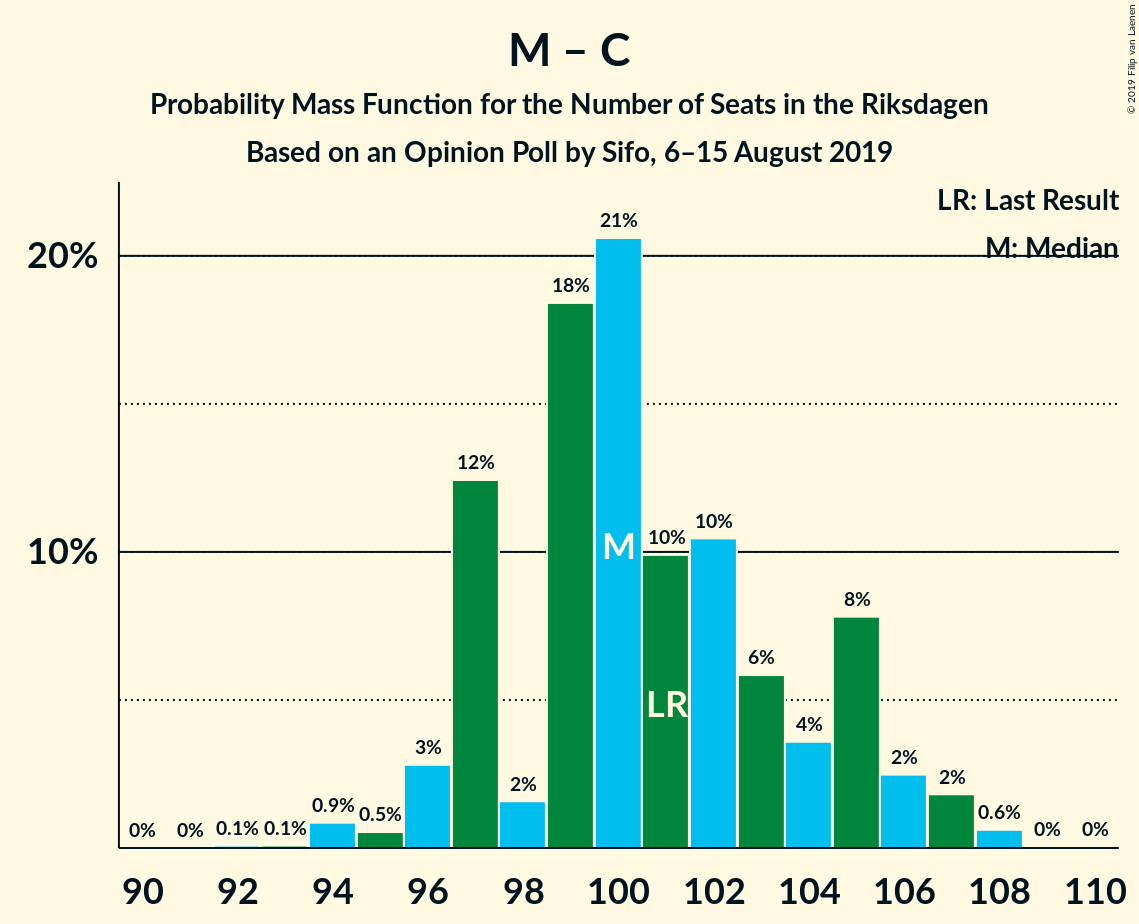 M – C
Probability Mass Function for the Number of Seats in the Riksdagen
Based on an Opinion Poll by Sifo, 6–15 August 2019
© 2019 Filip van Laenen
LR: Last Result
M: Median
20%
10%
0%
0%
0.1%
0.1%
0.9%
0.5%
3%
12%
2%
18%
21%
10%
10%
6%
4%
8%
2%
2%
0.6%
0%
0%
M
LR
90 92 94 96 98 100 102 104 106 108 110